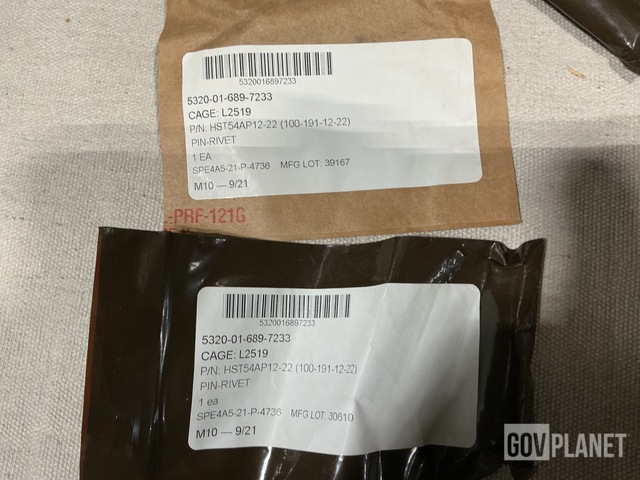 5320016897233
5320-01-689-7233
CAGE: L2519
P/N: HST54AP12-22 (100-191-12-22)
PIN-RIVET
1 EA
SPE4A5-21-P-4736 MFG LOT: 39167
M10 — 9/21
-PRF-121G
5320016897233
5320-01-689-7233
CAGE: L2519
P/N: HST54AP12-22 (100-191-12-22)
PIN-RIVET
1 ea
SPE4A5-21-P-4736 MFG LOT: 30610
M10 — 9/21
GOVPLANET